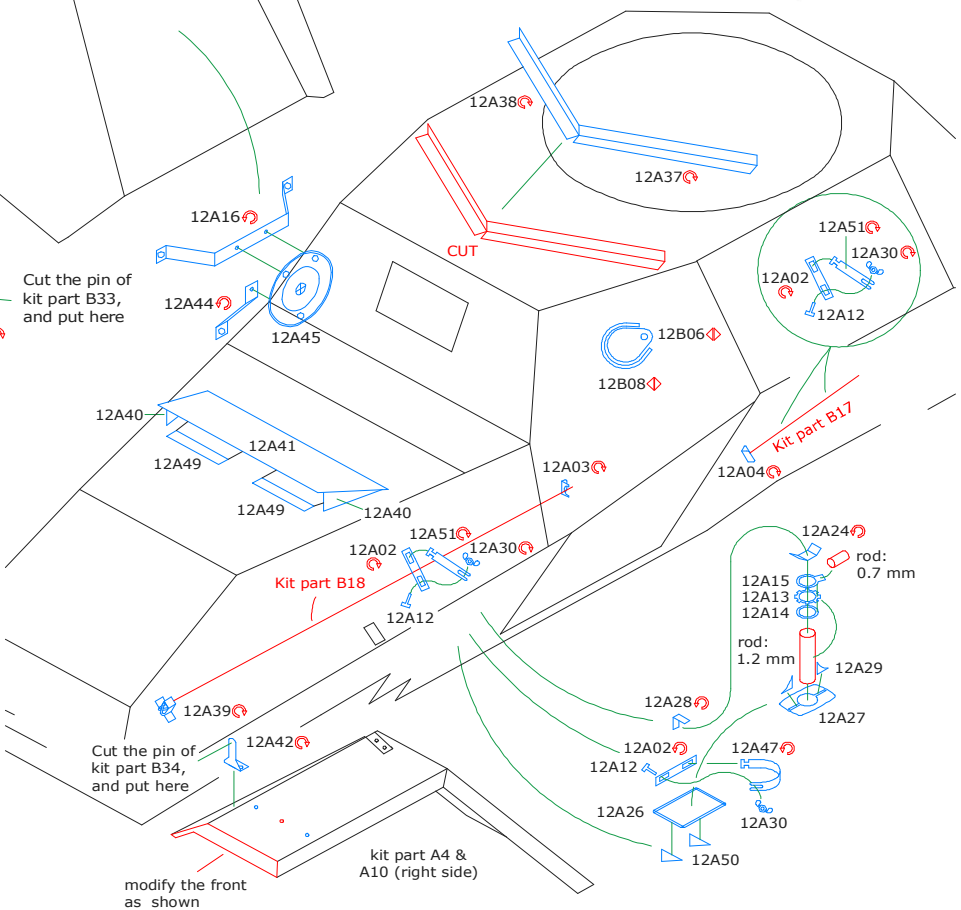 12A38
12A37
CUT
12A16
Cut the pin of
kit part B33,
and put here
12A44
12A45
12A51
12A30
12A02
12A12
12B06
12B08
12A40
12A41
12A49
12A49
12A40
12A03
Kit part B17
12A04
12A51
12A02
12A30
Kit part B18
12A12
12A24
rod:
0.7 mm
12A15
12A13
12A14
rod:
1.2 mm
12A29
12A27
12A39
12A28
12A42
Cut the pin of
kit part B34,
and put here
12A02
12A47
12A12
12A26
12A30
12A50
kit part A4 &
A10 (right side)
modify the front
as shown